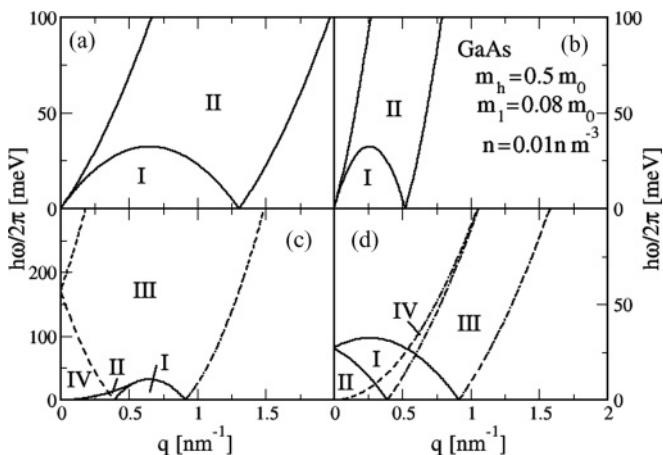 (a)
II
I
100
50
0
hω/2π [meV]
(b)
GaAs
m_h=0.5 m_0
m_l=0.08 m_0
n=0.01n m^-3
II
I
100
50
0
hω/2π [meV]
(c)
III
IV
II
I
200
100
0
0 0.5 1 1.5
q [nm^-1]
(d)
IV
III
I
II
50
0
0 0.5 1 1.5 2
q [nm^-1]